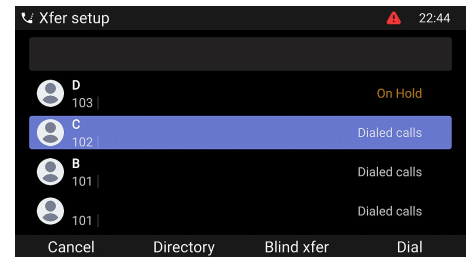 Xfer setup 22:44
D
103 On Hold
C
102 Dialed calls
B
101 Dialed calls
101 Dialed calls
Cancel Directory Blind xfer Dial